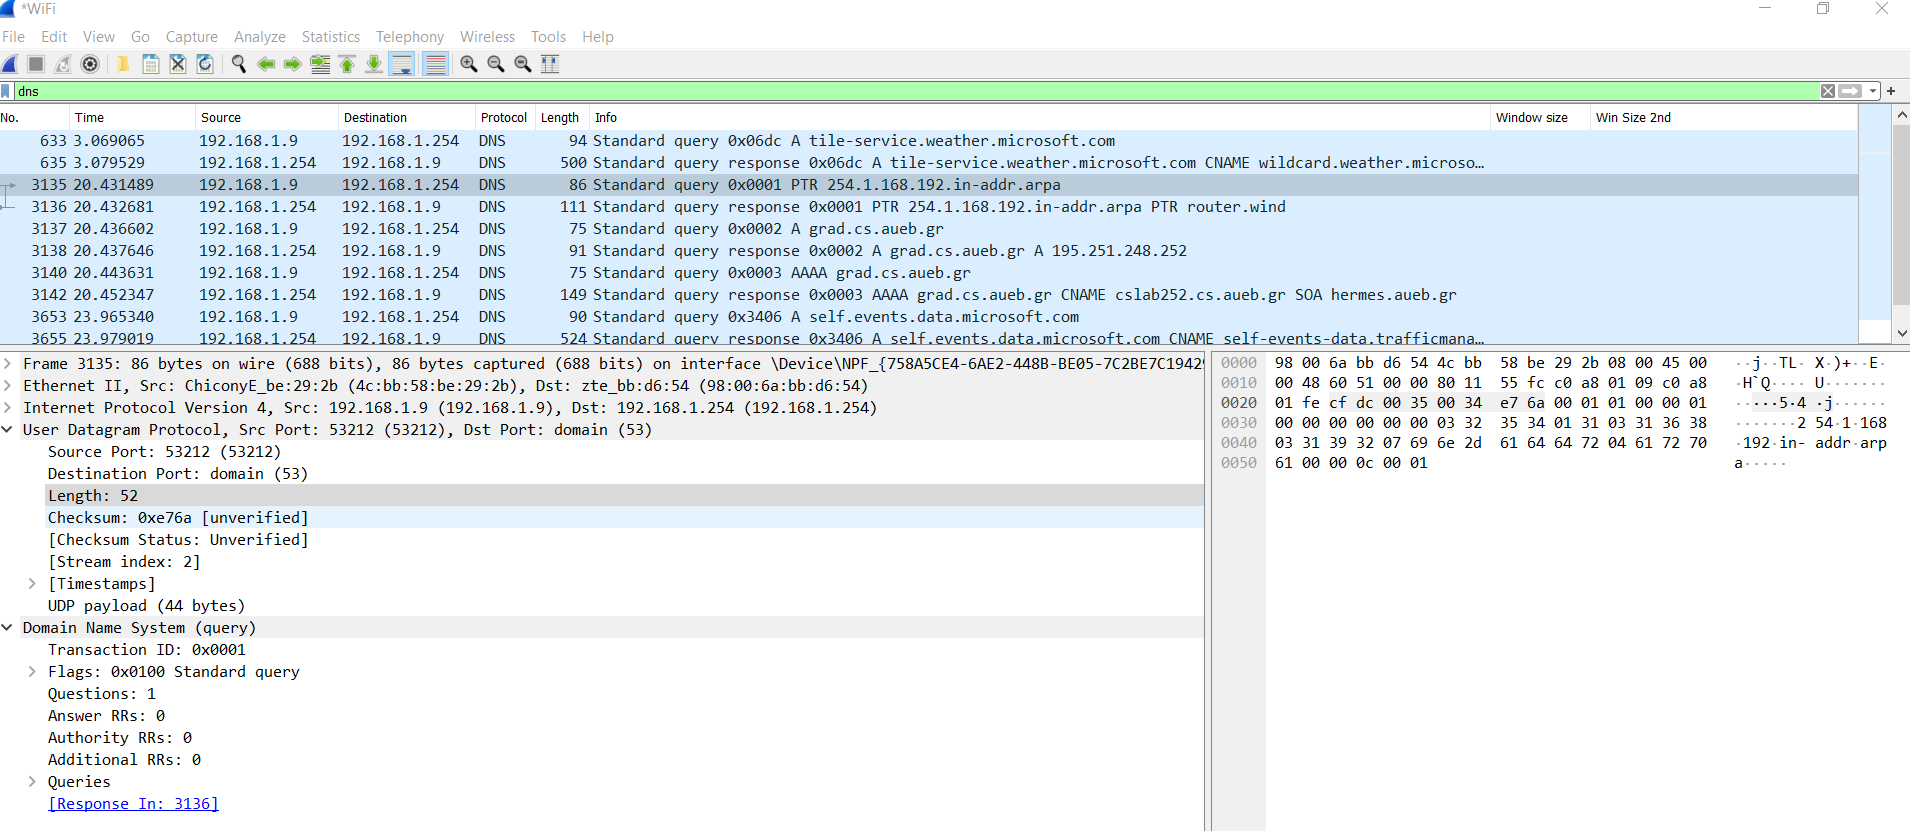 *WiFi
File Edit View Go Capture Analyze Statistics Telephony Wireless Tools Help
dns
No. Time Source Destination Protocol Length Info Window size Win Size 2nd
633 3.069065 192.168.1.9 192.168.1.254 DNS 94 Standard query 0x06dc A tile-service.weather.microsoft.com
635 3.079529 192.168.1.254 192.168.1.9 DNS 500 Standard query response 0x06dc A tile-service.weather.microsoft.com CNAME wildcard.weather.microso…
3135 20.431489 192.168.1.9 192.168.1.254 DNS 86 Standard query 0x0001 PTR 254.1.168.192.in-addr.arpa
3136 20.432681 192.168.1.254 192.168.1.9 DNS 111 Standard query response 0x0001 PTR 254.1.168.192.in-addr.arpa PTR router.wind
3137 20.436602 192.168.1.9 192.168.1.254 DNS 75 Standard query 0x0002 A grad.cs.aueb.gr
3138 20.437646 192.168.1.254 192.168.1.9 DNS 91 Standard query response 0x0002 A grad.cs.aueb.gr A 195.251.248.252
3140 20.443631 192.168.1.9 192.168.1.254 DNS 75 Standard query 0x0003 AAAA grad.cs.aueb.gr
3142 20.452347 192.168.1.254 192.168.1.9 DNS 149 Standard query response 0x0003 AAAA grad.cs.aueb.gr CNAME cslab252.cs.aueb.gr SOA hermes.aueb.gr
3653 23.965340 192.168.1.9 192.168.1.254 DNS 90 Standard query 0x3406 A self.events.data.microsoft.com
3655 23.979019 192.168.1.254 192.168.1.9 DNS 524 Standard query response 0x3406 A self.events.data.microsoft.com CNAME self-events-data.trafficmana…
Frame 3135: 86 bytes on wire (688 bits), 86 bytes captured (688 bits) on interface \Device\NPF_{758A5CE4-6AE2-448B-BE05-7C2BE7C1942
Ethernet II, Src: ChiconyE_be:29:2b (4c:bb:58:be:29:2b), Dst: zte_bb:d6:54 (98:00:6a:bb:d6:54)
Internet Protocol Version 4, Src: 192.168.1.9 (192.168.1.9), Dst: 192.168.1.254 (192.168.1.254)
User Datagram Protocol, Src Port: 53212 (53212), Dst Port: domain (53)
Source Port: 53212 (53212)
Destination Port: domain (53)
Length: 52
Checksum: 0xe76a [unverified]
[Checksum Status: Unverified]
[Stream index: 2]
[Timestamps]
UDP payload (44 bytes)
Domain Name System (query)
Transaction ID: 0x0001
Flags: 0x0100 Standard query
Questions: 1
Answer RRs: 0
Authority RRs: 0
Additional RRs: 0
Queries
[Response In: 3136]
0000 98 00 6a bb d6 54 4c bb 58 be 29 2b 08 00 45 00 ··j··TL· X·)+··E·
0010 00 48 60 51 00 00 80 11 55 fc c0 a8 01 09 c0 a8 ·H`Q···· U·······
0020 01 fe cf dc 00 35 00 34 e7 6a 00 01 01 00 00 01 ·····5·4 ·j······
0030 00 00 00 00 00 00 03 32 35 34 01 31 03 31 36 38 ·······2 54·1·168
0040 03 31 39 32 07 69 6e 2d 61 64 64 72 04 61 72 70 ·192·in- addr·arp
0050 61 00 00 0c 00 01 a·····